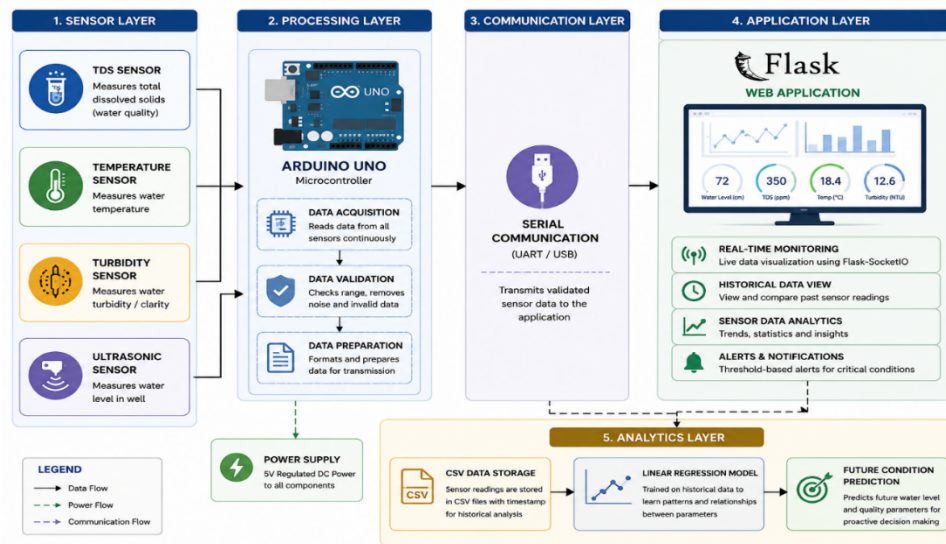 1. SENSOR LAYER
TDS SENSOR
Measures total
dissolved solids
(water quality)
TEMPERATURE
SENSOR
Measures water
temperature
TURBIDITY
SENSOR
Measures water
turbidity / clarity
ULTRASONIC
SENSOR
Measures water
level in well
LEGEND
Data Flow
Power Flow
Communication Flow
2. PROCESSING LAYER
UNO
ARDUINO UNO
Microcontroller
DATA ACQUISITION
Reads data from all
sensors continuously
DATA VALIDATION
Checks range, removes
noise and invalid data
DATA PREPARATION
Formats and prepares
data for transmission
POWER SUPPLY
5V Regulated DC Power
to all components
3. COMMUNICATION LAYER
SERIAL
COMMUNICATION
(UART / USB)
Transmits validated
sensor data to the
application
4. APPLICATION LAYER
Flask
WEB APPLICATION
72 350 18.4 12.6
Water Level (cm) TDS (ppm) Temp (°C) Turbidity (NTU)
REAL-TIME MONITORING
Live data visualization using Flask-SocketIO
HISTORICAL DATA VIEW
View and compare past sensor readings
SENSOR DATA ANALYTICS
Trends, statistics and insights
ALERTS & NOTIFICATIONS
Threshold-based alerts for critical conditions
5. ANALYTICS LAYER
CSV
CSV DATA STORAGE
Sensor readings are stored
in CSV files with timestamp
for historical analysis
LINEAR REGRESSION MODEL
Trained on historical data to
learn patterns and relationships
between parameters
FUTURE CONDITION
PREDICTION
Predicts future water level
and quality parameters for
proactive decision making